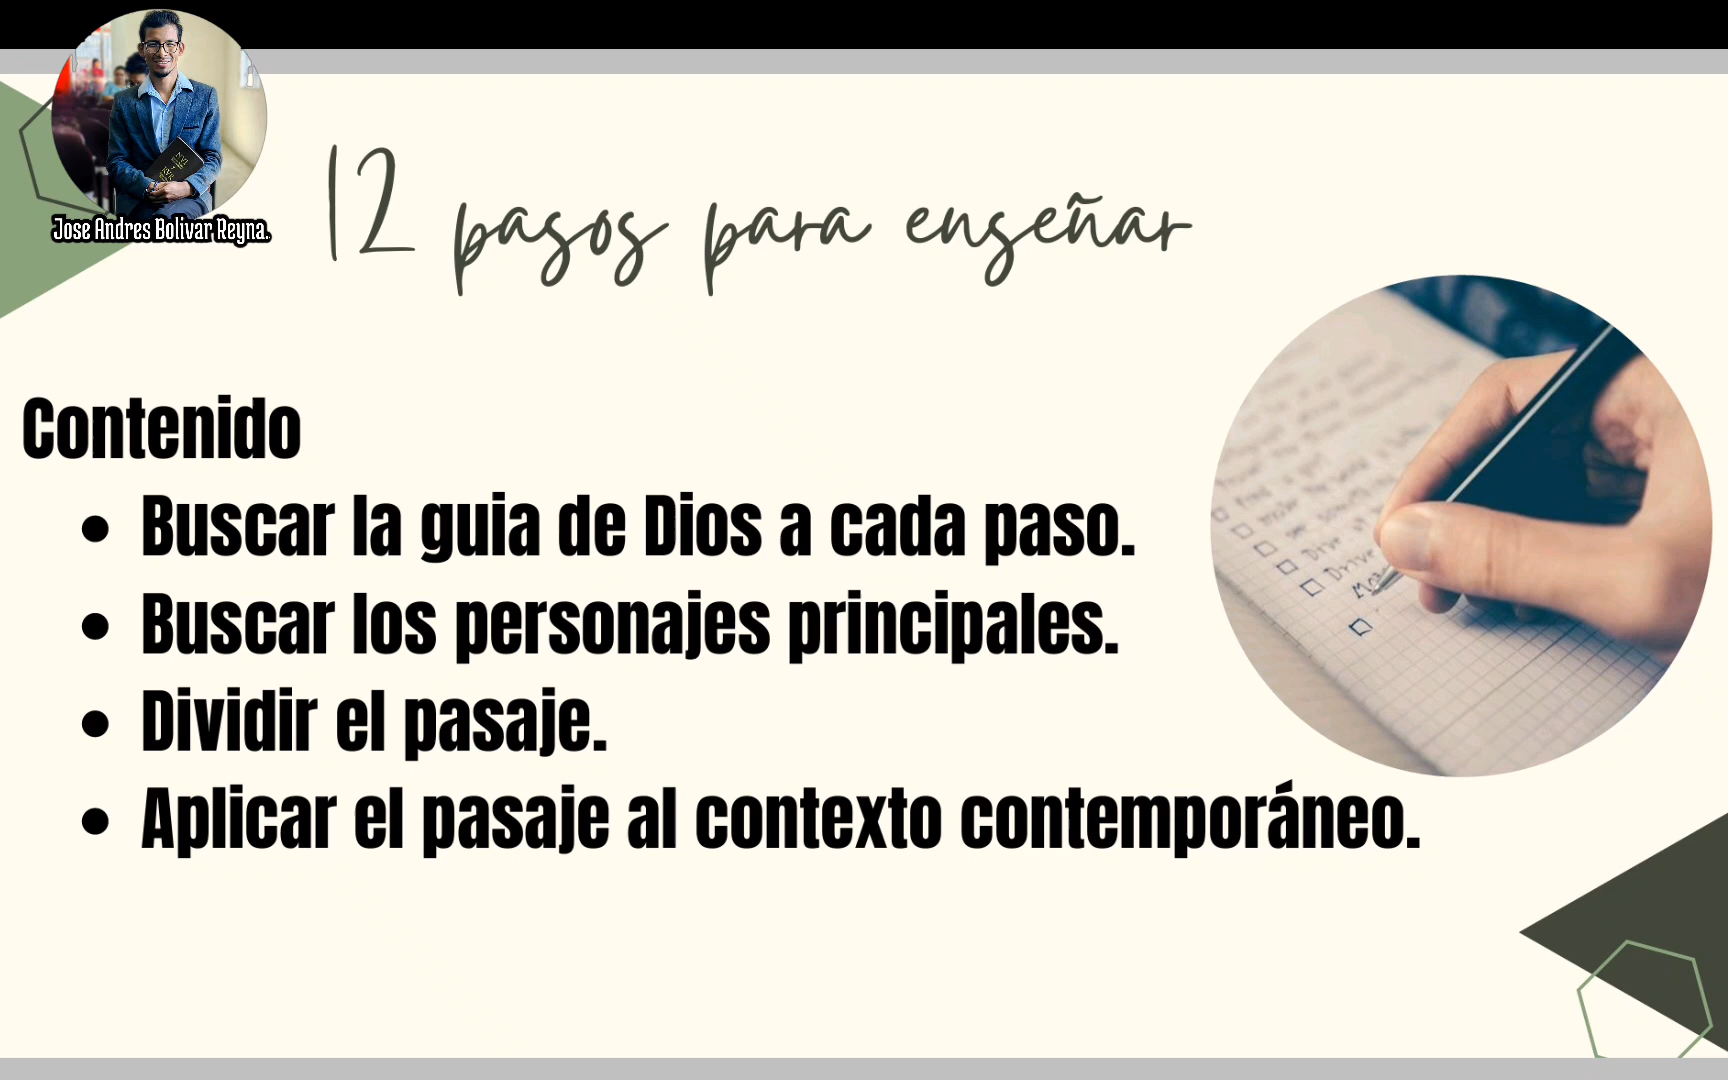 Jose Andres Bolivar Reyna.
12 pasos para enseñar
Contenido
Buscar la guia de Dios a cada paso.
Buscar los personajes principales.
Dividir el pasaje.
Aplicar el pasaje al contexto contemporáneo.